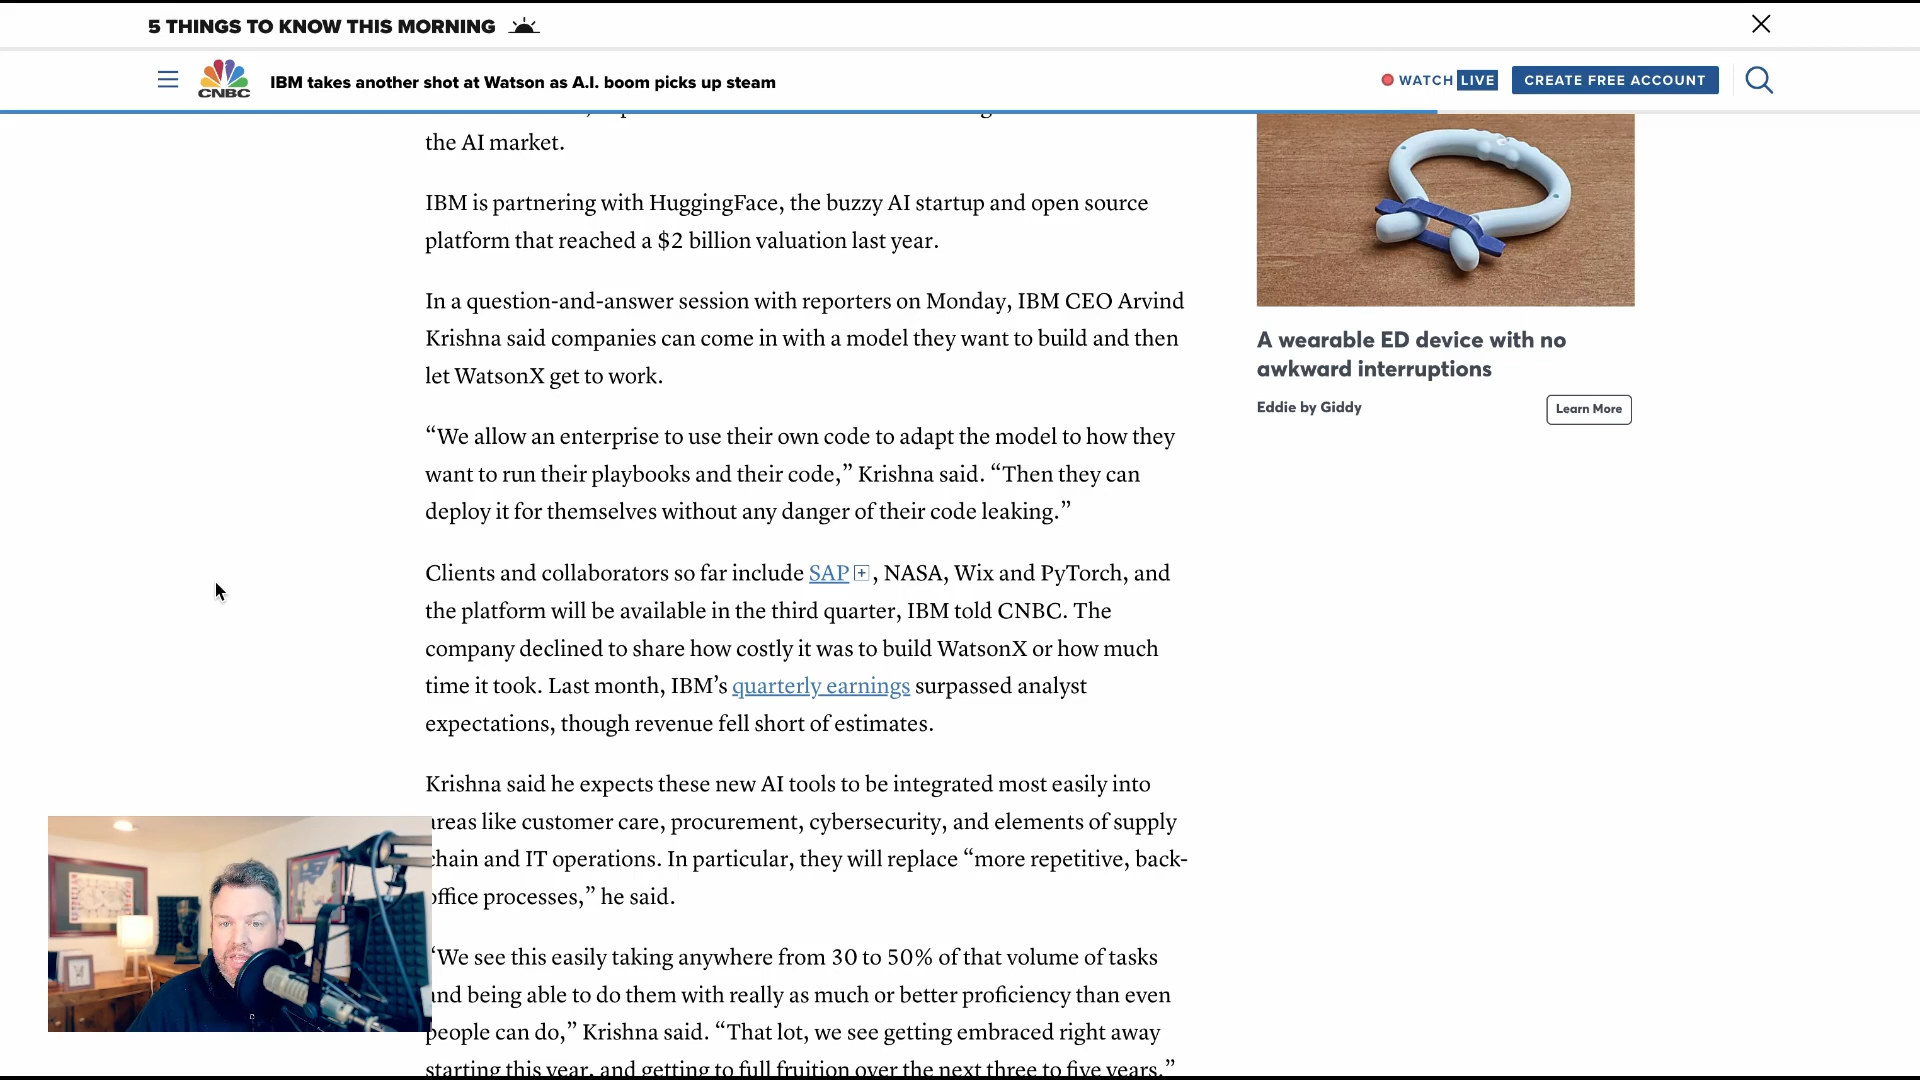 5 THINGS TO KNOW THIS MORNING
CNBC
IBM takes another shot at Watson as A.I. boom picks up steam
WATCH LIVE
CREATE FREE ACCOUNT
the AI market.
IBM is partnering with HuggingFace, the buzzy AI startup and open source
platform that reached a $2 billion valuation last year.
In a question-and-answer session with reporters on Monday, IBM CEO Arvind
Krishna said companies can come in with a model they want to build and then
let WatsonX get to work.
“We allow an enterprise to use their own code to adapt the model to how they
want to run their playbooks and their code,” Krishna said. “Then they can
deploy it for themselves without any danger of their code leaking.”
Clients and collaborators so far include SAP, NASA, Wix and PyTorch, and
the platform will be available in the third quarter, IBM told CNBC. The
company declined to share how costly it was to build WatsonX or how much
time it took. Last month, IBM’s quarterly earnings surpassed analyst
expectations, though revenue fell short of estimates.
Krishna said he expects these new AI tools to be integrated most easily into
areas like customer care, procurement, cybersecurity, and elements of supply
chain and IT operations. In particular, they will replace “more repetitive, back-
office processes,” he said.
“We see this easily taking anywhere from 30 to 50% of that volume of tasks
and being able to do them with really as much or better proficiency than even
people can do,” Krishna said. “That lot, we see getting embraced right away
starting this year, and getting to full fruition over the next three to five years.”
A wearable ED device with no
awkward interruptions
Eddie by Giddy
Learn More